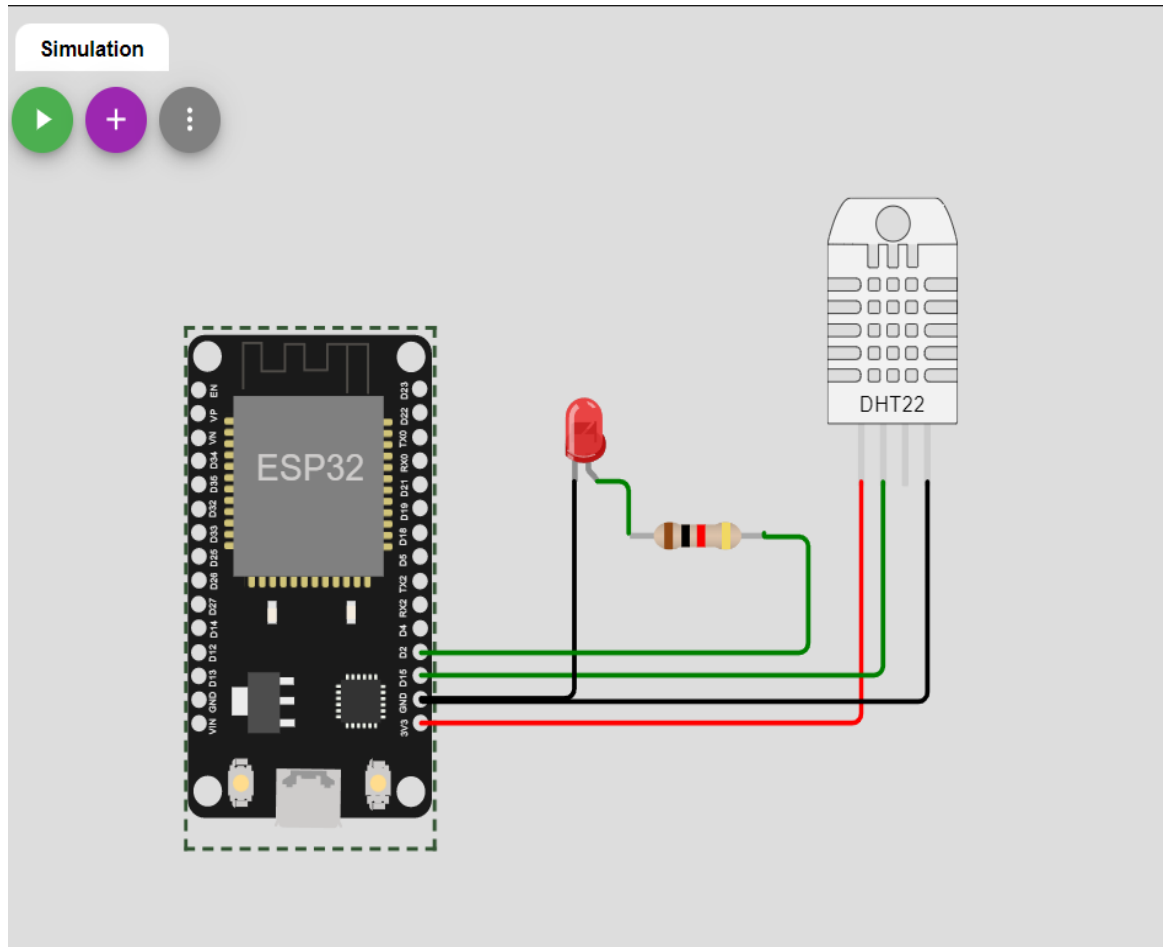 Simulation
DHT22
ESP32
EN
VP
VN
D34
D35
D32
D33
D25
D26
D27
D14
D12
D13
GND
VIN
D23
D22
TX0
RX0
D21
D19
D18
D5
TX2
RX2
D4
D2
D15
GND
3V3